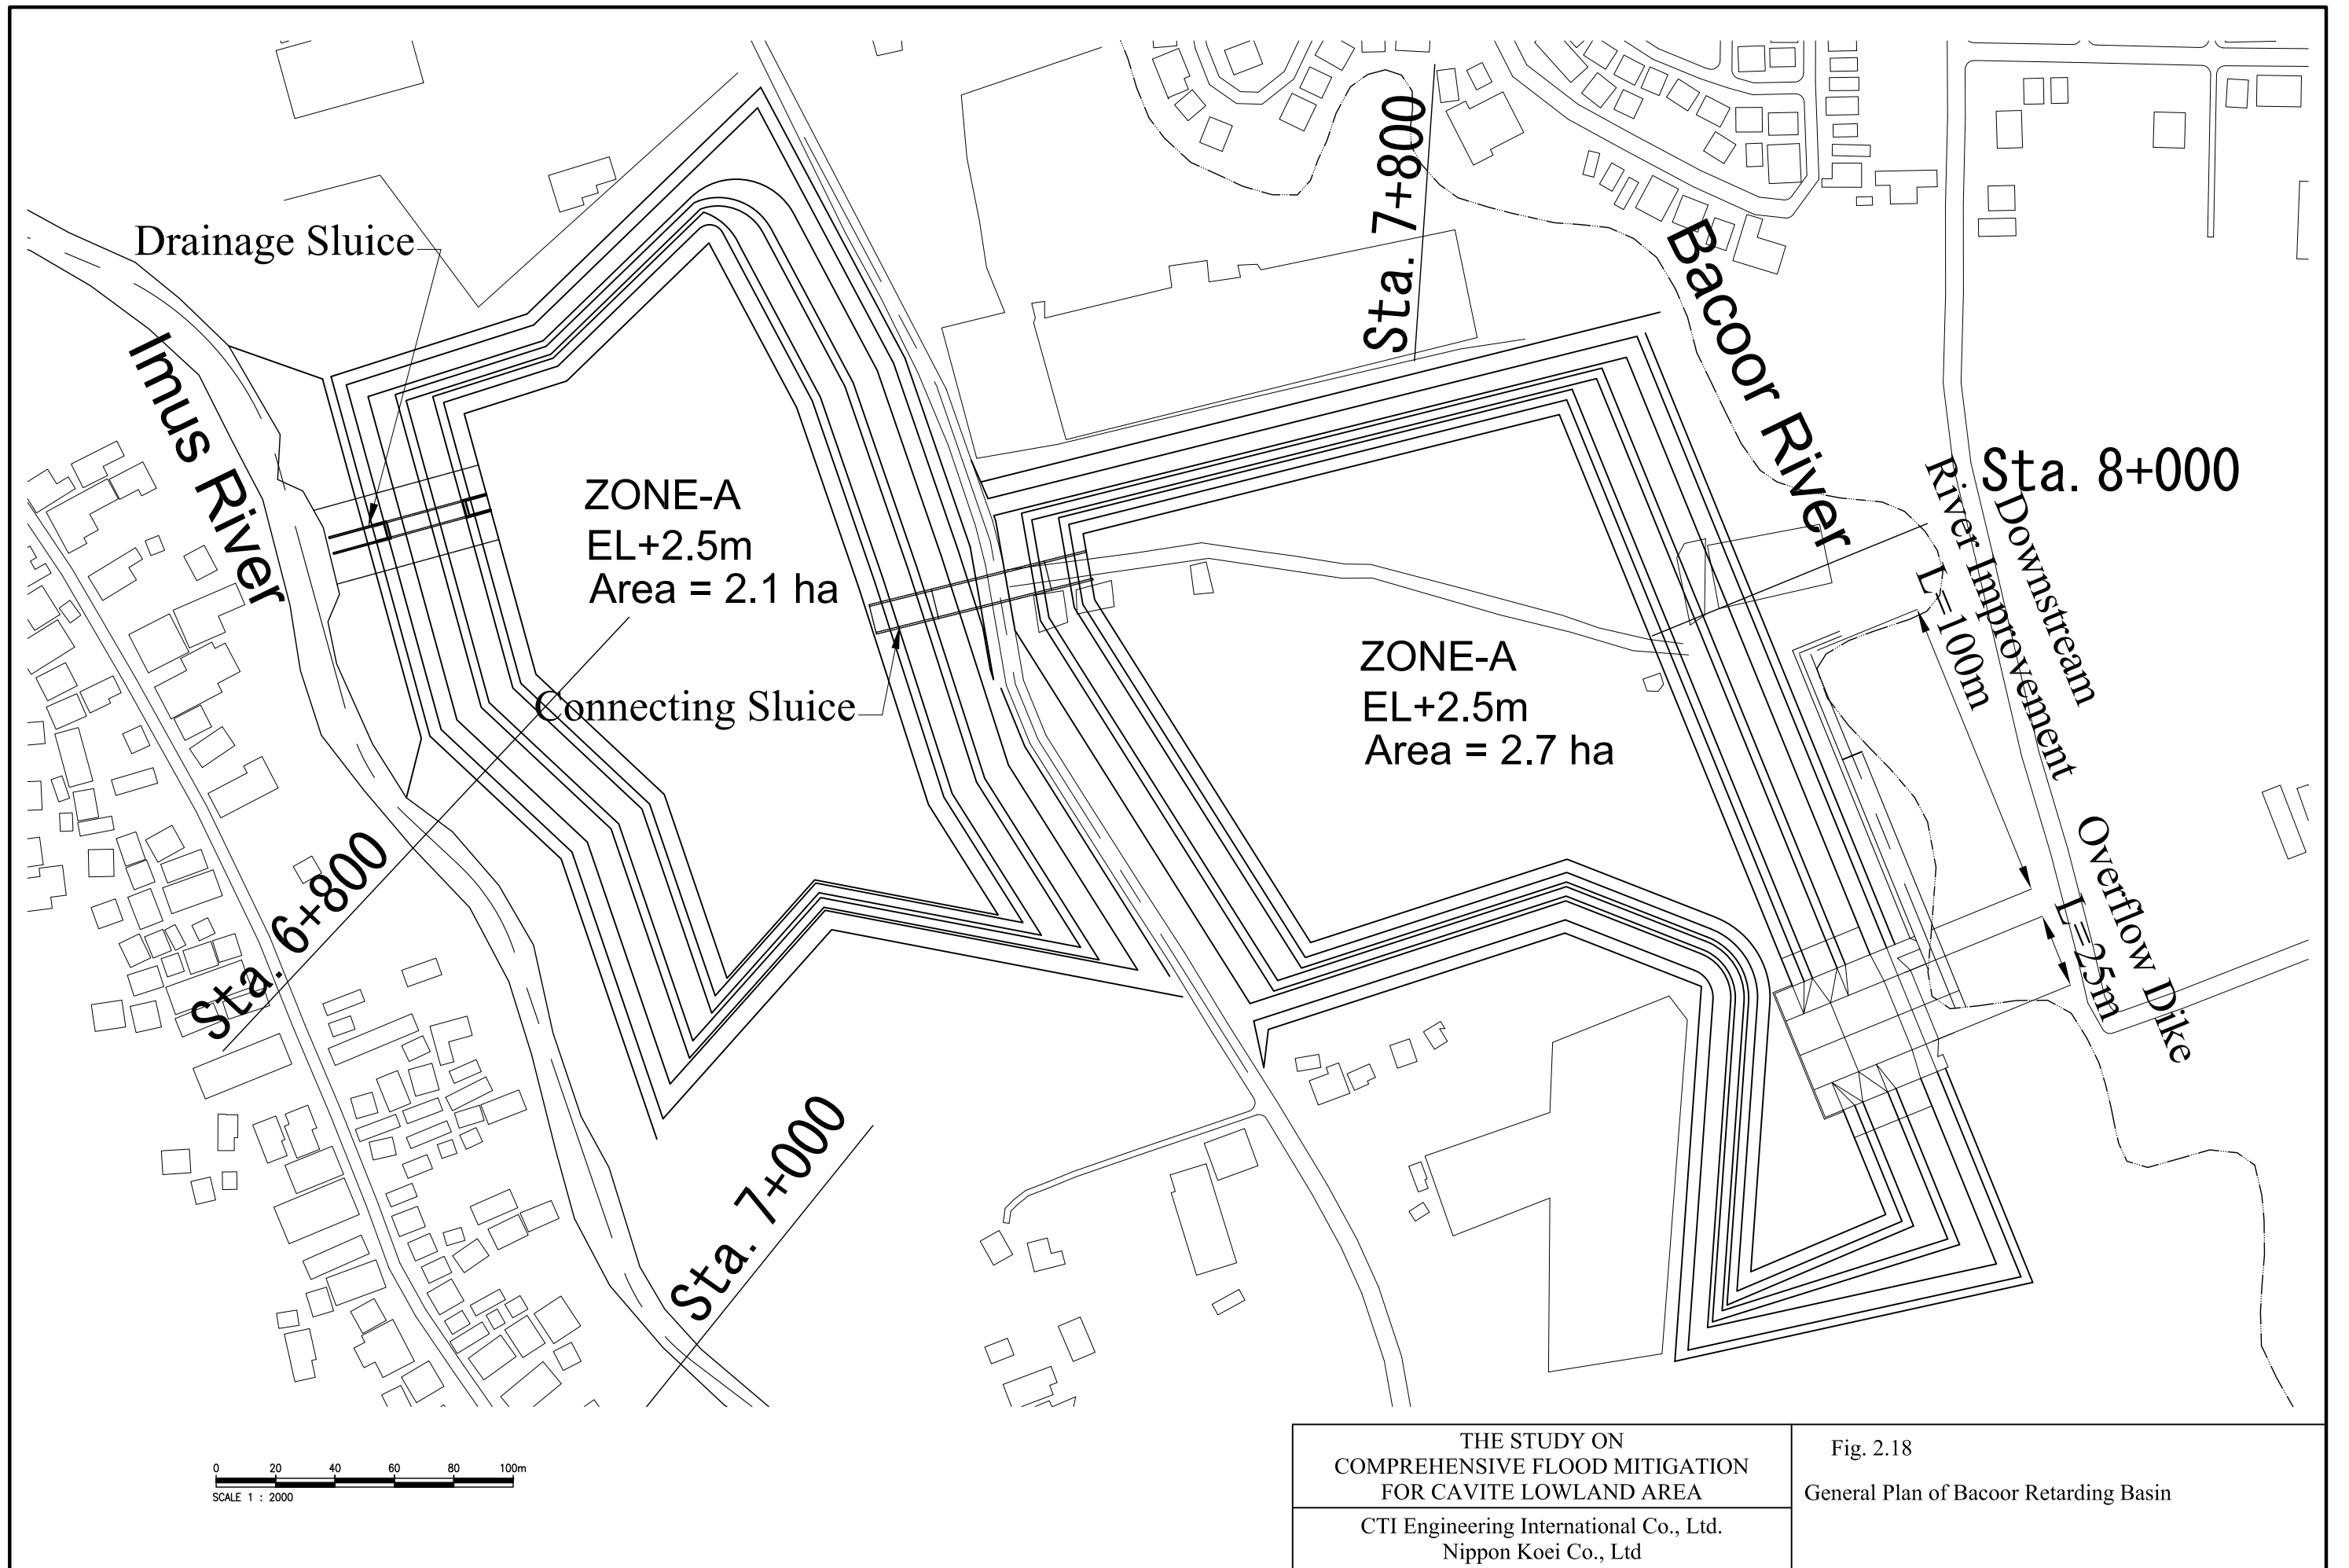 Drainage Sluice
Imus River
ZONE-A
EL+2.5m
Area = 2.1 ha
Connecting Sluice
Sta. 6+800
Sta. 7+000
Sta. 7+800
Bacoor River
Sta. 8+000
ZONE-A
EL+2.5m
Area = 2.7 ha
Downstream
River Improvement
L=100m
Overflow Dike
L=25m
0 20 40 60 80 100m
SCALE 1 : 2000
THE STUDY ON
COMPREHENSIVE FLOOD MITIGATION
FOR CAVITE LOWLAND AREA
CTI Engineering International Co., Ltd.
Nippon Koei Co., Ltd
Fig. 2.18
General Plan of Bacoor Retarding Basin